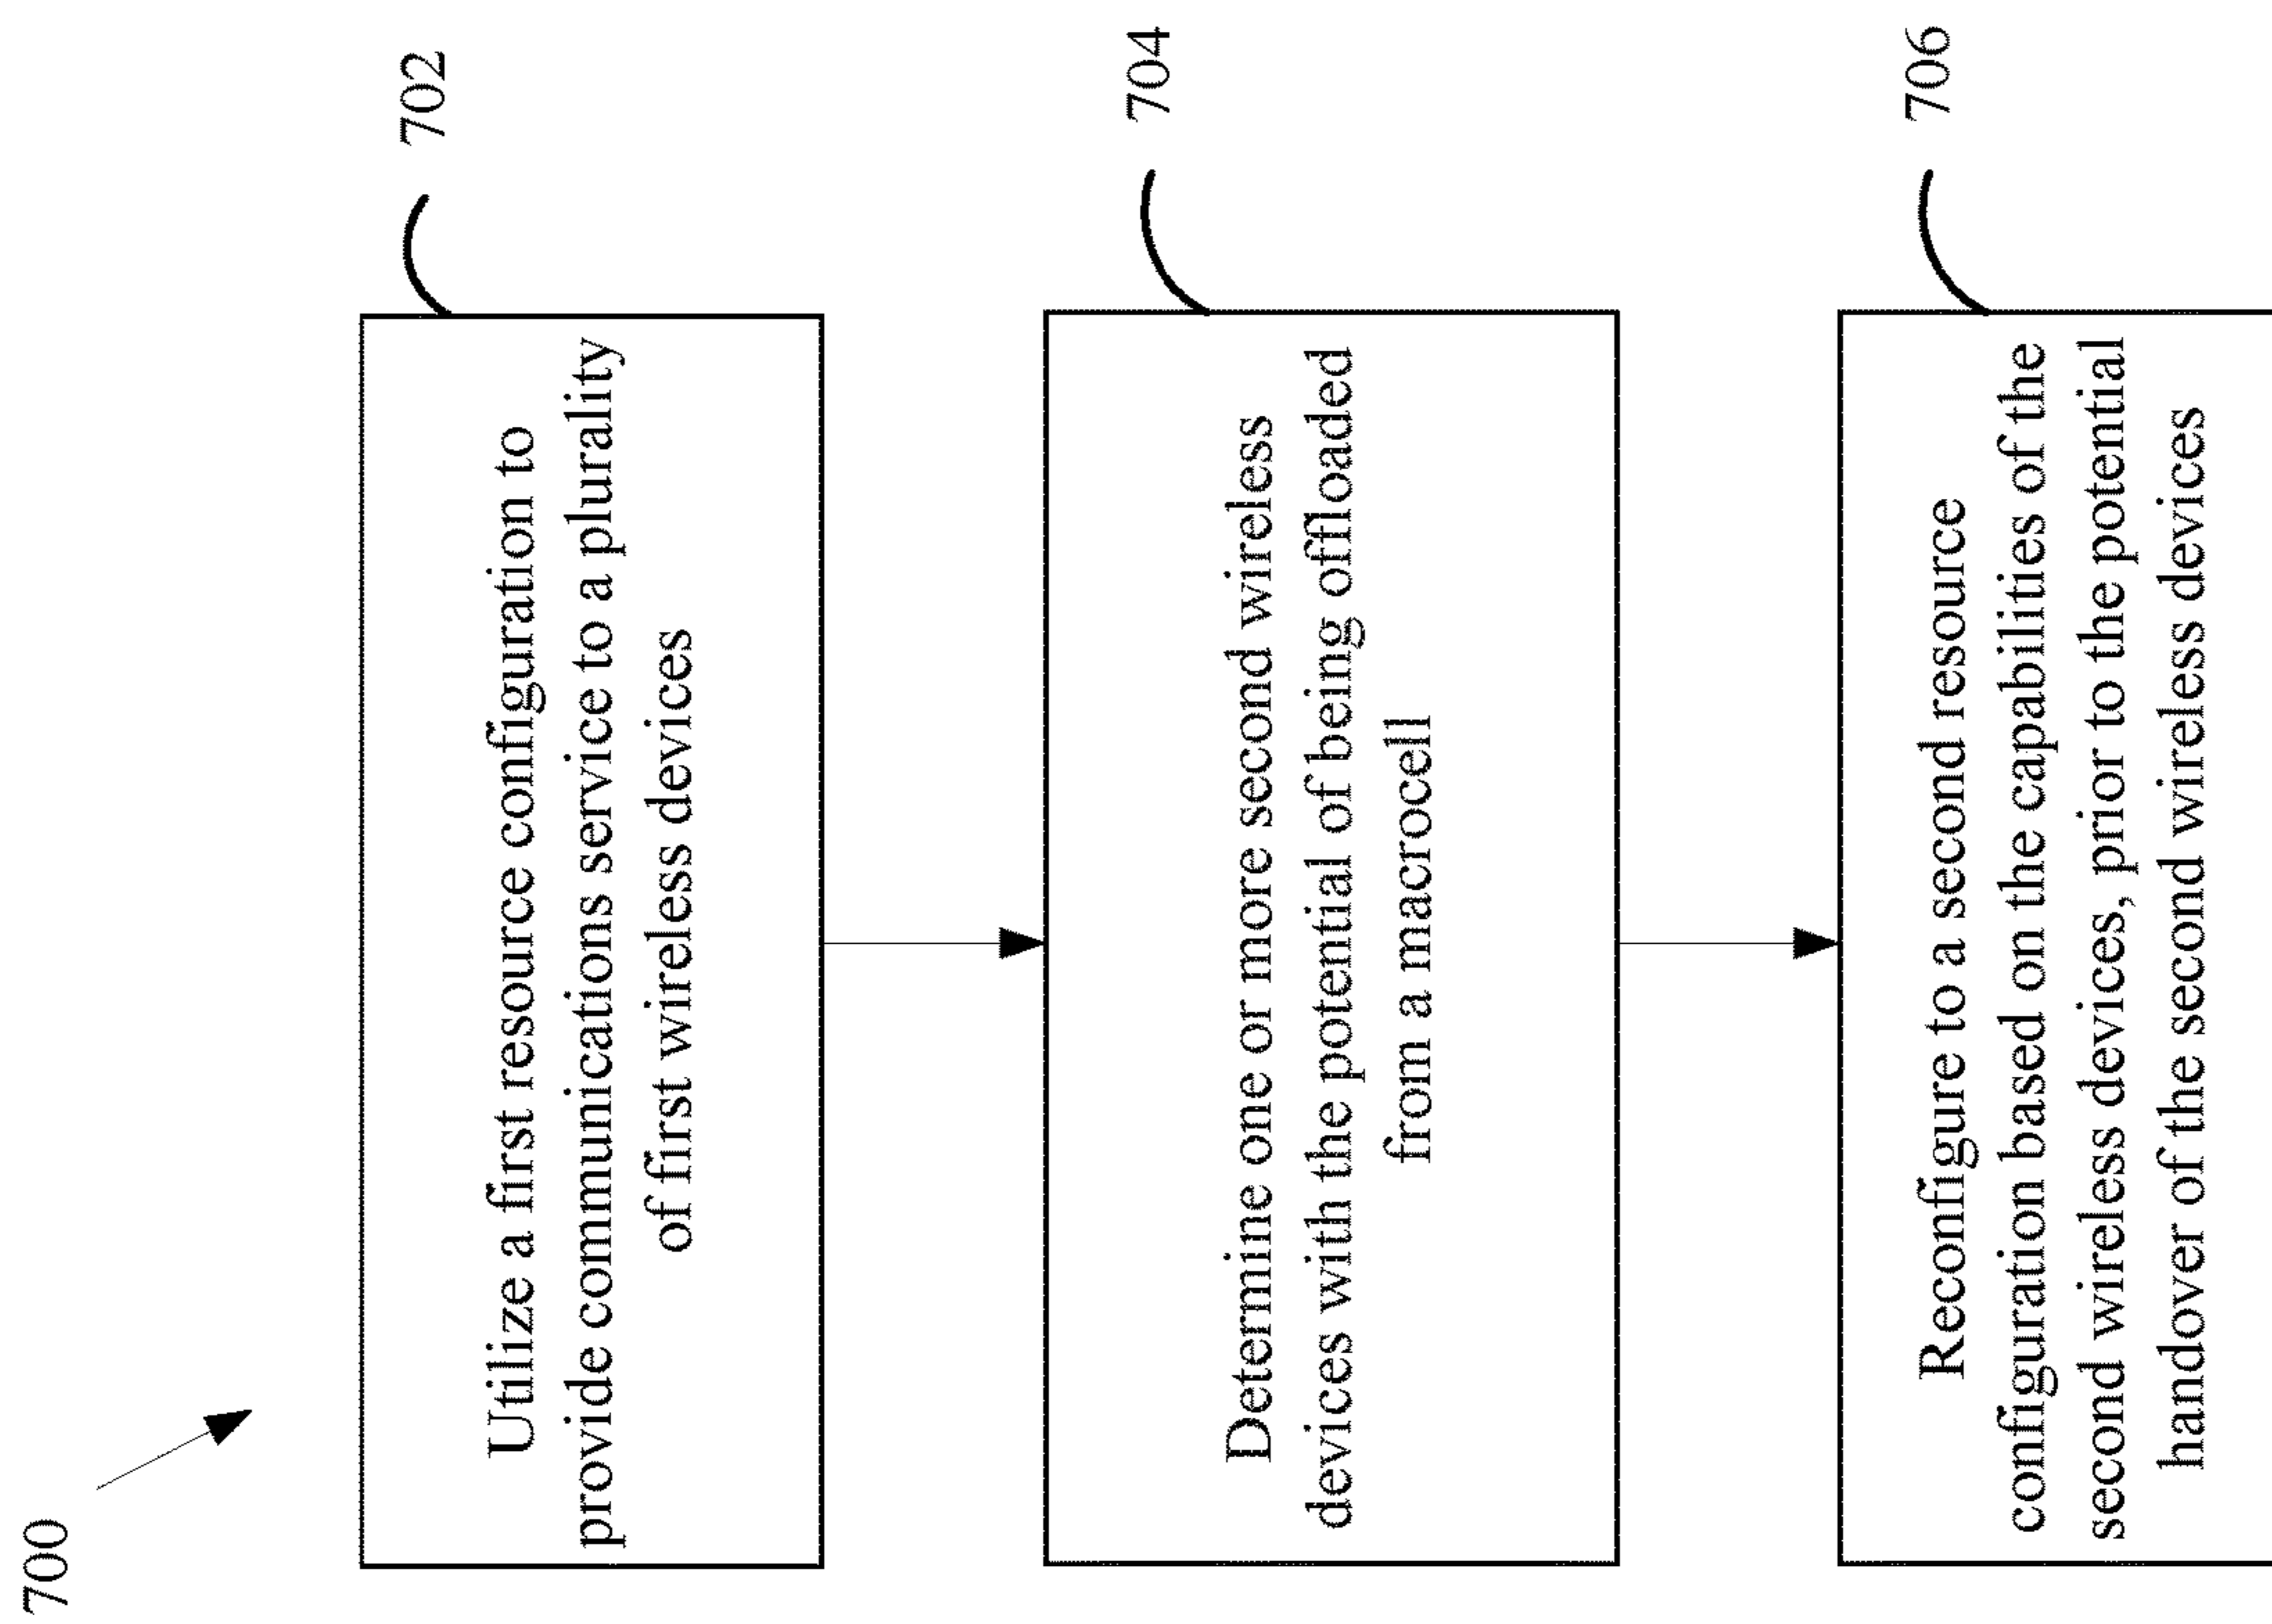 700
702
Utilize a first resource configuration to
provide communications service to a plurality
of first wireless devices
704
Determine one or more second wireless
devices with the potential of being offloaded
from a macrocell
706
Reconfigure to a second resource
configuration based on the capabilities of the
second wireless devices, prior to the potential
handover of the second wireless devices